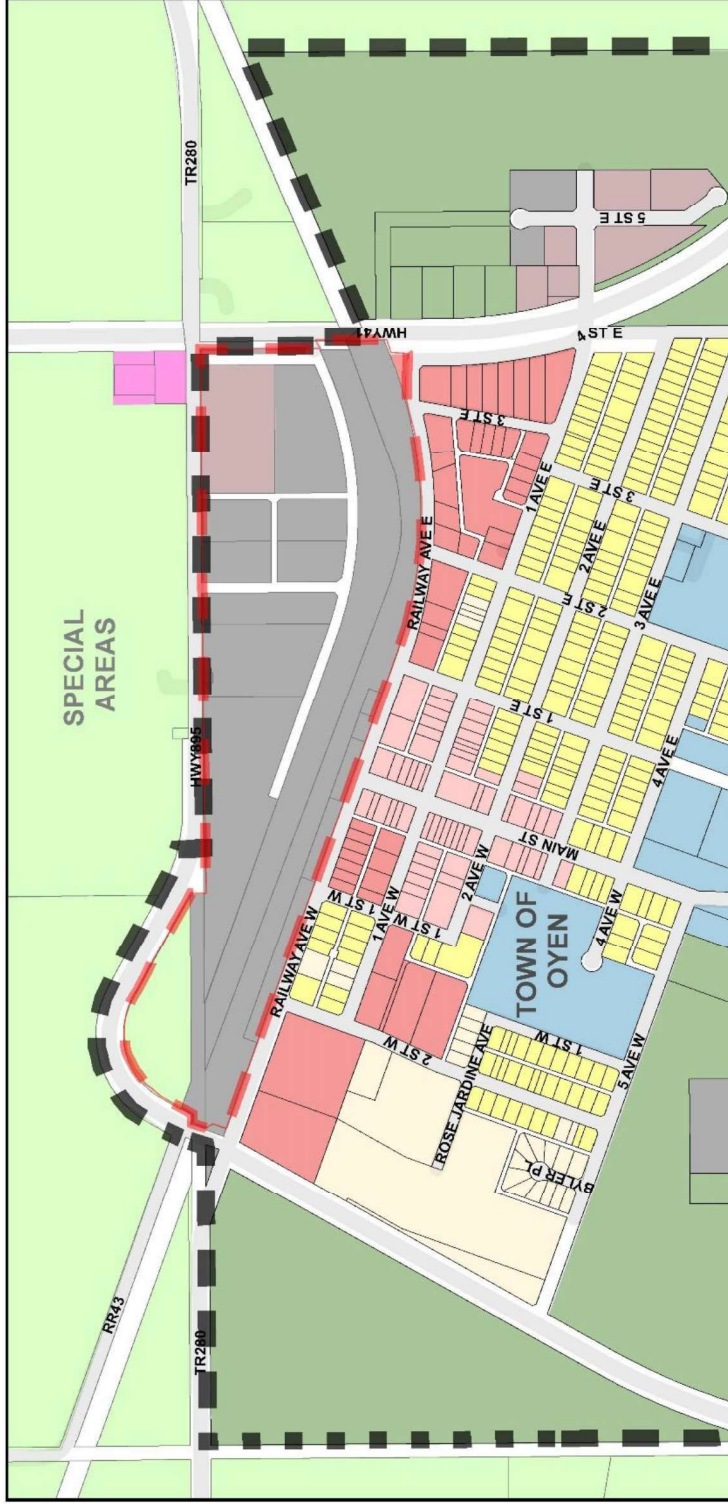 TR280
5 ST E
HWY41
4 ST E
3 ST E
1 AVE E
3 ST E
RAILWAY AVE E
2 AVE E
2 ST E
3 AVE E
SPECIAL
AREAS
1 ST E
HWY895
4 AVE E
MAIN ST
2 AVE W
1 ST W
1 AVE W
1 ST W
4 AVE W
TOWN OF
OYEN
RAILWAY AVE W
1 ST W
2 ST W
5 AVE W
ROSE JARDINE AVE
BYLER PL
RR43
TR280